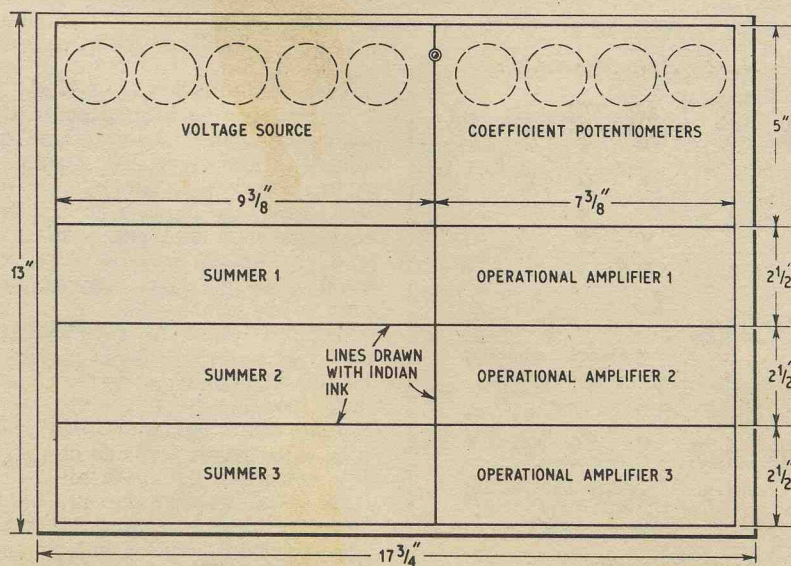 VOLTAGE SOURCE
COEFFICIENT POTENTIOMETERS
5"
9 3/8"
7 3/8"
13"
SUMMER 1
OPERATIONAL AMPLIFIER 1
2 1/2"
LINES DRAWN
WITH INDIAN
INK
SUMMER 2
OPERATIONAL AMPLIFIER 2
2 1/2"
SUMMER 3
OPERATIONAL AMPLIFIER 3
2 1/2"
17 3/4"